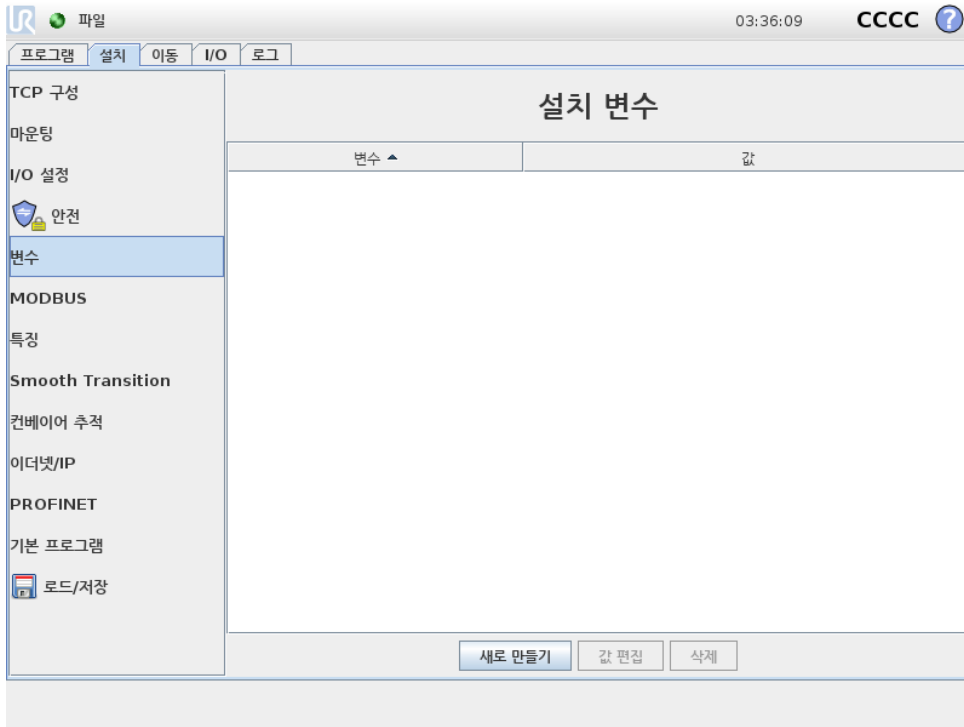 UR 파일 03:36:09 CCCC ?
프로그램 설치 이동 I/O 로그
TCP 구성
마운팅
I/O 설정
안전
변수
MODBUS
특징
Smooth Transition
컨베이어 추적
이더넷/IP
PROFINET
기본 프로그램
로드/저장
설치 변수
변수 값
새로 만들기 값 편집 삭제